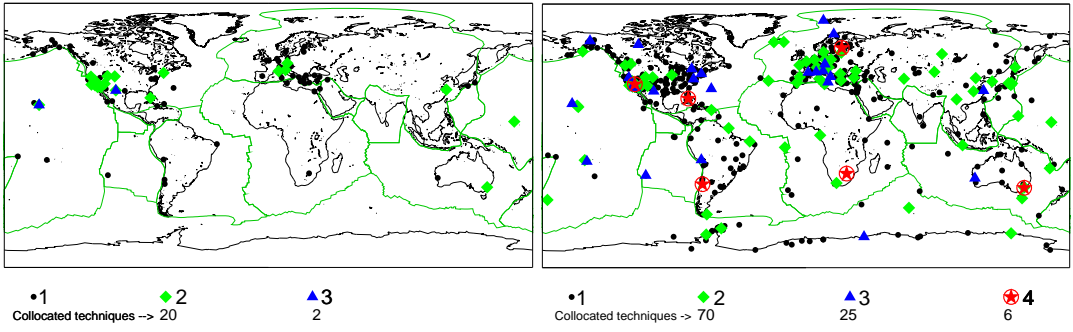 1 2 3
Collocated techniques --> 20 2
1 2 3 4
Collocated techniques -> 70 25 6